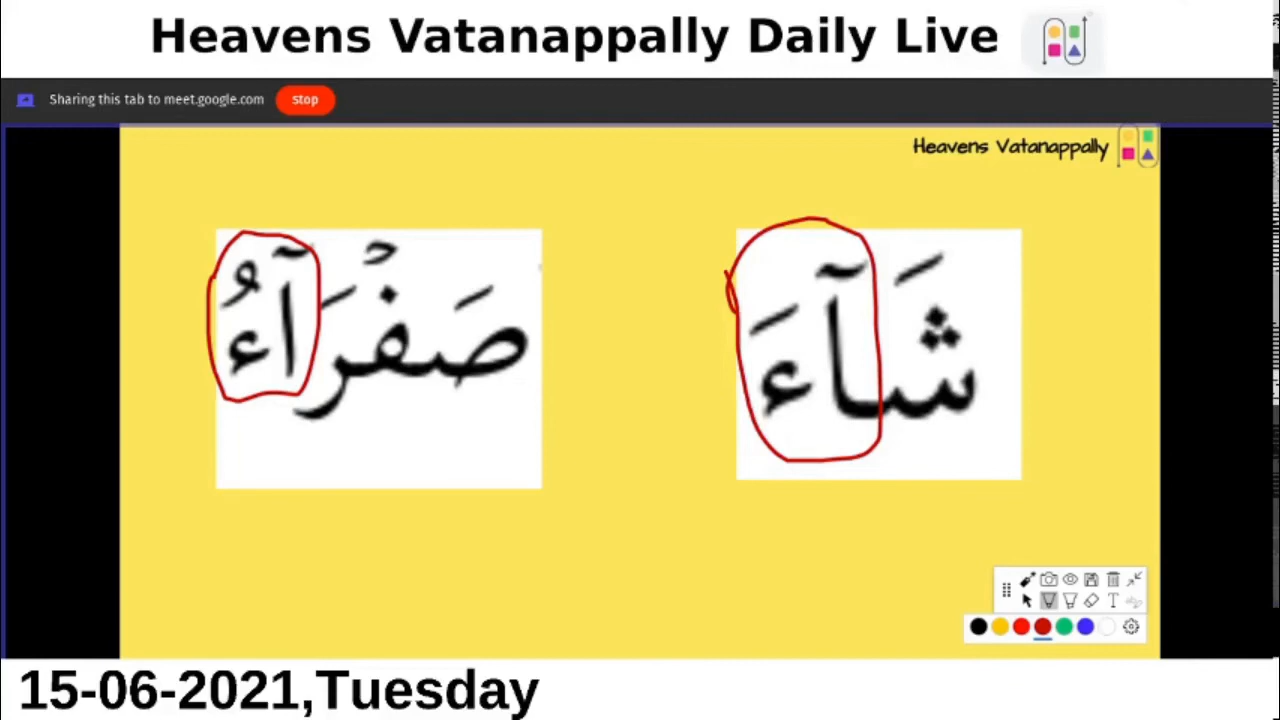 Heavens Vatanappally Daily Live
Sharing this tab to meet.google.com Stop
Heavens Vatanappally
صَفْرَآءُ
شَآءَ
T
15-06-2021,Tuesday